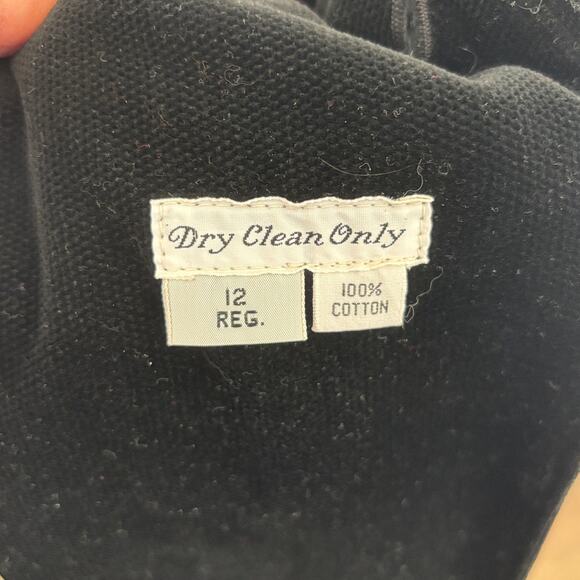 Dry Clean Only
12
REG.
100%
COTTON